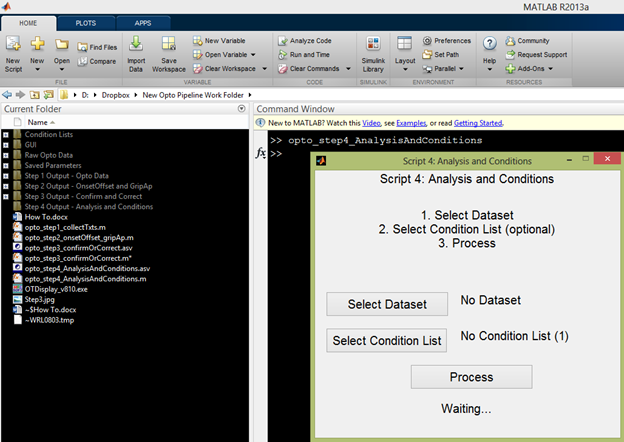 MATLAB R2013a
HOME PLOTS APPS
New Script New Open Find Files Compare Import Data Save Workspace New Variable Open Variable Clear Workspace Analyze Code Run and Time Clear Commands Simulink Library Layout Preferences Set Path Parallel Help Community Request Support Add-Ons
FILE VARIABLE CODE SIMULINK ENVIRONMENT RESOURCES
D: Dropbox New Opto Pipeline Work Folder
Current Folder
Name
Condition Lists
GUI
Raw Opto Data
Saved Parameters
Step 1 Output - Opto Data
Step 2 Output - OnsetOffset and GripAp
Step 3 Output - Confirm and Correct
Step 4 Output - Analysis and Conditions
How To.docx
opto_step1_collectTxts.m
opto_step2_onsetOffset_gripAp.m
opto_step3_confirmOrCorrect.asv
opto_step3_confirmOrCorrect.m*
opto_step4_AnalysisAndConditions.asv
opto_step4_AnalysisAndConditions.m
OTDisplay_v810.exe
Step3.jpg
~$How To.docx
~WRL0803.tmp
Command Window
New to MATLAB? Watch this Video, see Examples, or read Getting Started.
>> opto_step4_AnalysisAndConditions
fx >>
Script 4: Analysis and Conditions
Script 4: Analysis and Conditions
1. Select Dataset
2. Select Condition List (optional)
3. Process
Select Dataset No Dataset
Select Condition List No Condition List (1)
Process
Waiting...